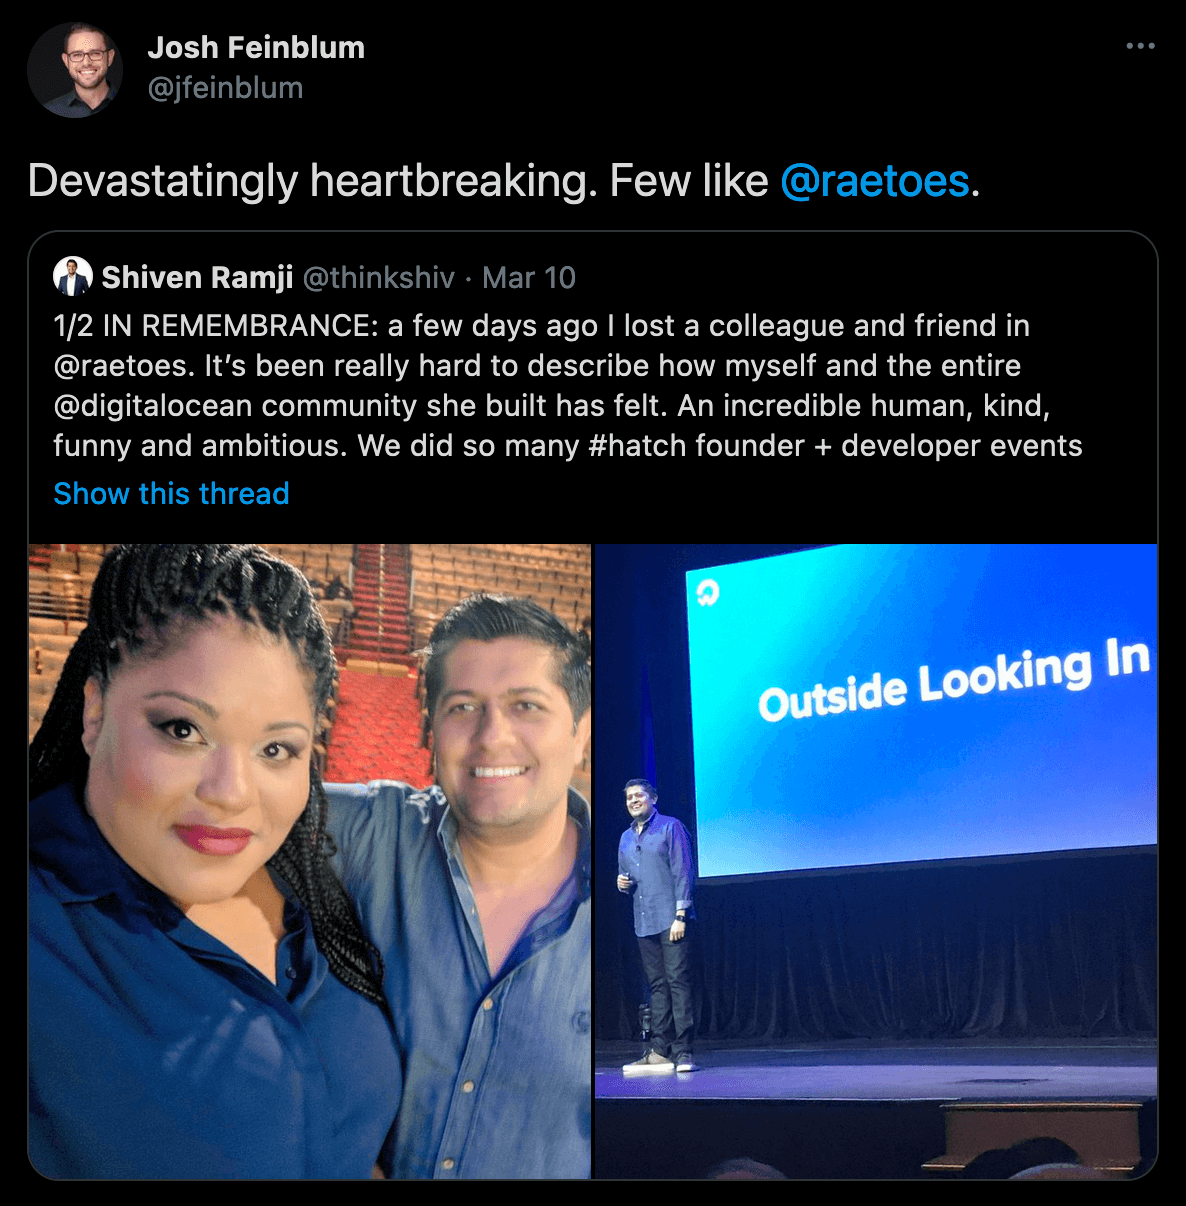 Josh Feinblum
@jfeinblum
Devastatingly heartbreaking. Few like @raetoes.
Shiven Ramji @thinkshiv · Mar 10
1/2 IN REMEMBRANCE: a few days ago I lost a colleague and friend in
@raetoes. It’s been really hard to describe how myself and the entire
@digitalocean community she built has felt. An incredible human, kind,
funny and ambitious. We did so many #hatch founder + developer events
Show this thread
Outside Looking In